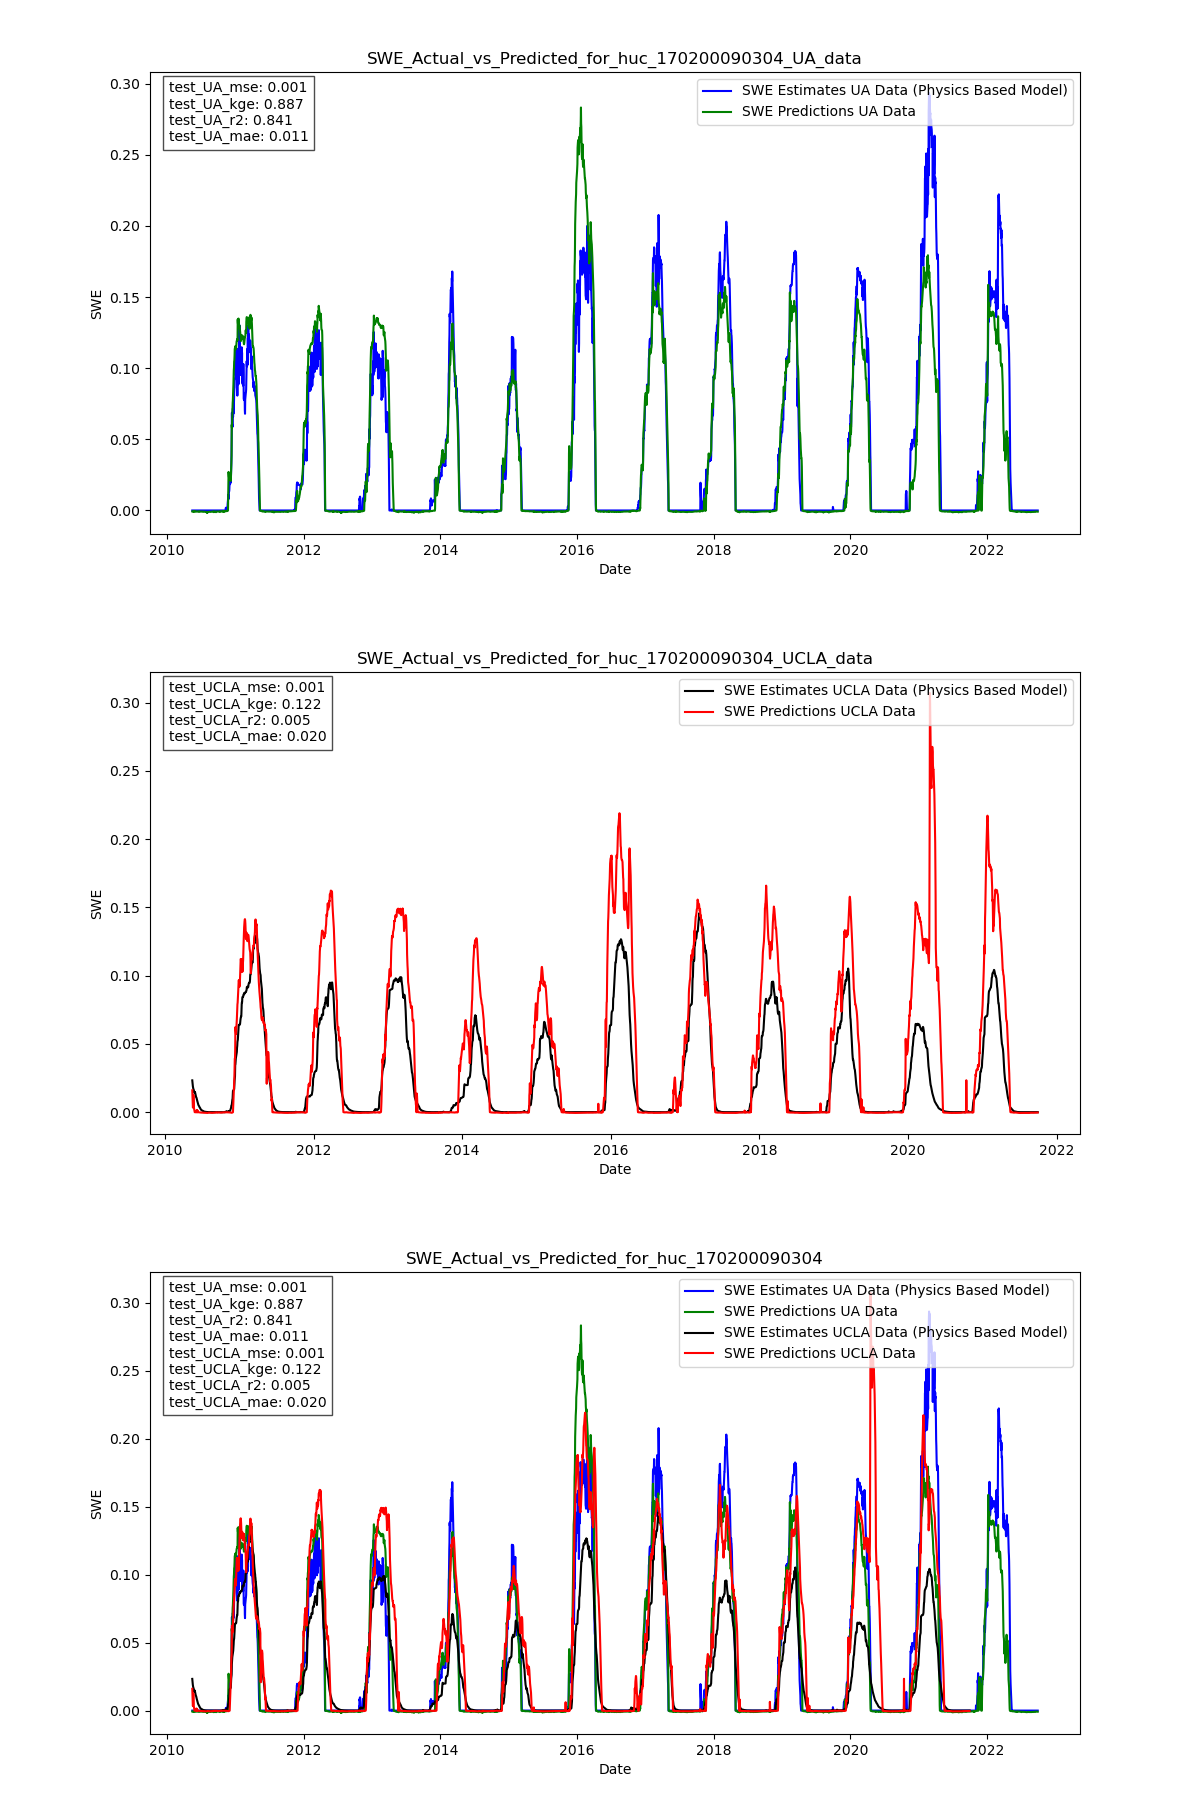 SWE_Actual_vs_Predicted_for_huc_170200090304_UA_data
test_UA_mse: 0.001
test_UA_kge: 0.887
test_UA_r2: 0.841
test_UA_mae: 0.011
SWE Estimates UA Data (Physics Based Model)
SWE Predictions UA Data
0.30
0.25
0.20
0.15
0.10
0.05
0.00
SWE
2010 2012 2014 2016 2018 2020 2022
Date
SWE_Actual_vs_Predicted_for_huc_170200090304_UCLA_data
test_UCLA_mse: 0.001
test_UCLA_kge: 0.122
test_UCLA_r2: 0.005
test_UCLA_mae: 0.020
SWE Estimates UCLA Data (Physics Based Model)
SWE Predictions UCLA Data
0.30
0.25
0.20
0.15
0.10
0.05
0.00
SWE
2010 2012 2014 2016 2018 2020 2022
Date
SWE_Actual_vs_Predicted_for_huc_170200090304
test_UA_mse: 0.001
test_UA_kge: 0.887
test_UA_r2: 0.841
test_UA_mae: 0.011
test_UCLA_mse: 0.001
test_UCLA_kge: 0.122
test_UCLA_r2: 0.005
test_UCLA_mae: 0.020
SWE Estimates UA Data (Physics Based Model)
SWE Predictions UA Data
SWE Estimates UCLA Data (Physics Based Model)
SWE Predictions UCLA Data
0.30
0.25
0.20
0.15
0.10
0.05
0.00
SWE
2010 2012 2014 2016 2018 2020 2022
Date